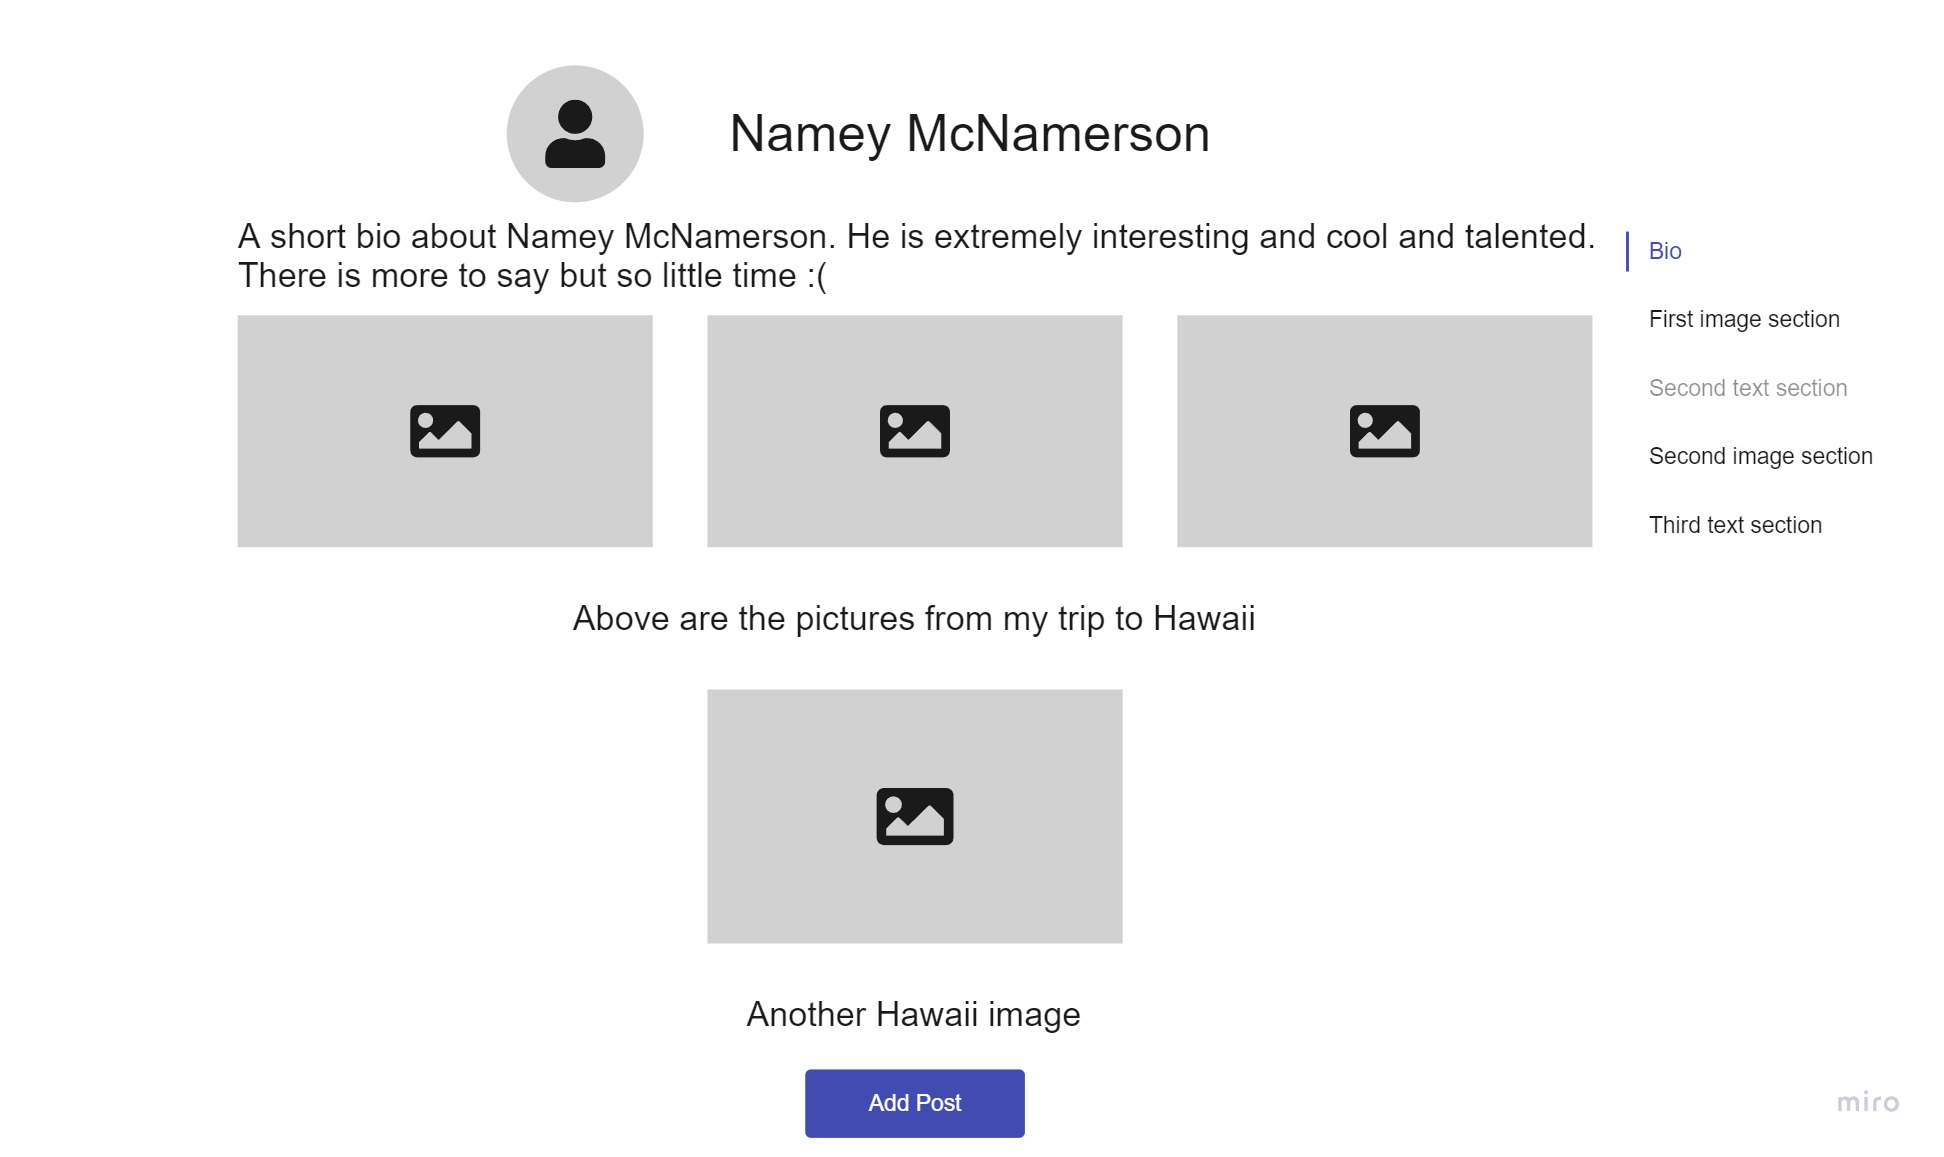 Namey McNamerson
A short bio about Namey McNamerson. He is extremely interesting and cool and talented.
There is more to say but so little time :(
Bio
First image section
Second text section
Second image section
Third text section
Above are the pictures from my trip to Hawaii
Another Hawaii image
Add Post
miro